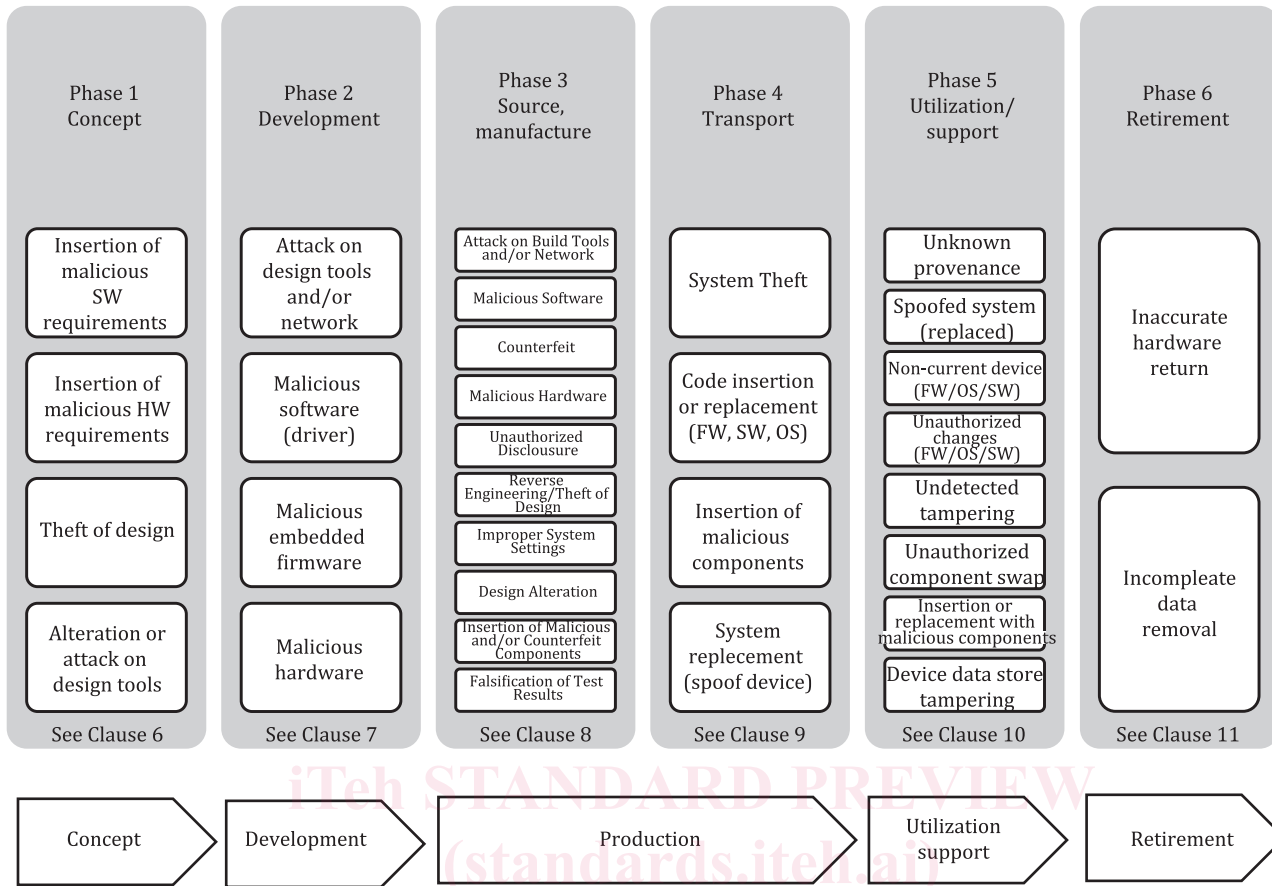 Phase 1
Concept
Insertion of
malicious
SW
requirements
Insertion of
malicious HW
requirements
Theft of design
Alteration or
attack on
design tools
See Clause 6
Phase 2
Development
Attack on
design tools
and/or
network
Malicious
software
(driver)
Malicious
embedded
firmware
Malicious
hardware
See Clause 7
Phase 3
Source,
manufacture
Attack on Build Tools
and/or Network
Malicious Software
Counterfeit
Malicious Hardware
Unauthorized
Disclousure
Reverse
Engineering/Theft of
Design
Improper System
Settings
Design Alteration
Insertion of Malicious
and/or Counterfeit
Components
Falsification of Test
Results
See Clause 8
Phase 4
Transport
System Theft
Code insertion
or replacement
(FW, SW, OS)
Insertion of
malicious
components
System
replecement
(spoof device)
See Clause 9
Phase 5
Utilization/
support
Unknown
provenance
Spoofed system
(replaced)
Non-current device
(FW/OS/SW)
Unauthorized
changes
(FW/OS/SW)
Undetected
tampering
Unauthorized
component swap
Insertion or
replacement with
malicious components
Device data store
tampering
See Clause 10
Phase 6
Retirement
Inaccurate
hardware
return
Incompleate
data
removal
See Clause 11
iTeh STANDARD PREVIEW
(standards.iteh.ai)
Concept
Development
Production
Utilization
support
Retirement